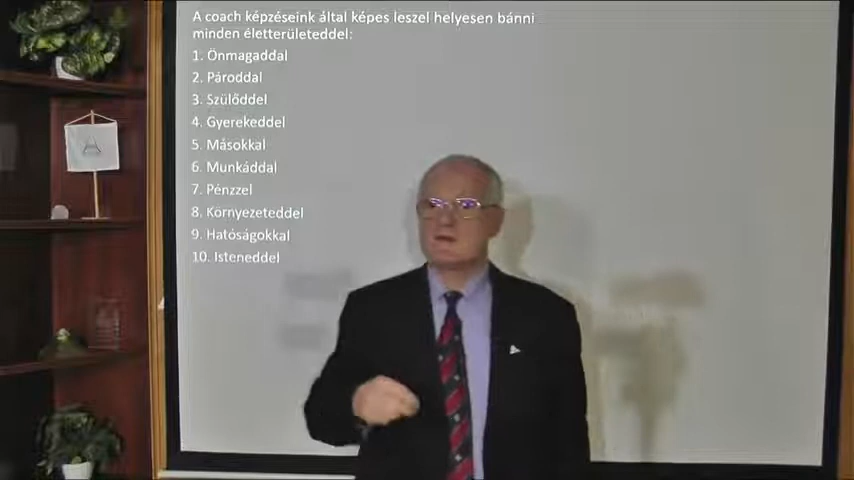 A coach képzéseink által képes leszel helyesen bánni
minden életterületeddel:
1. Önmagaddal
2. Pároddal
3. Szülőddel
4. Gyerekeddel
5. Másokkal
6. Munkáddal
7. Pénzzel
8. Környezeteddel
9. Hatóságokkal
10. Isteneddel